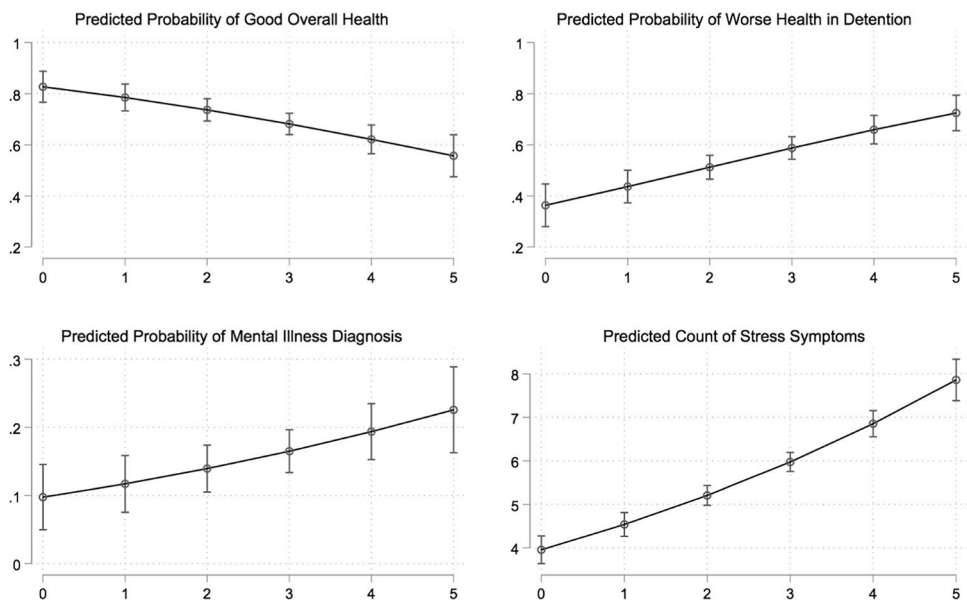 Predicted Probability of Good Overall Health
1
.8
.6
.4
.2
0 1 2 3 4 5
Predicted Probability of Worse Health in Detention
1
.8
.6
.4
.2
0 1 2 3 4 5
Predicted Probability of Mental Illness Diagnosis
.3
.2
.1
0
0 1 2 3 4 5
Predicted Count of Stress Symptoms
8
7
6
5
4
0 1 2 3 4 5